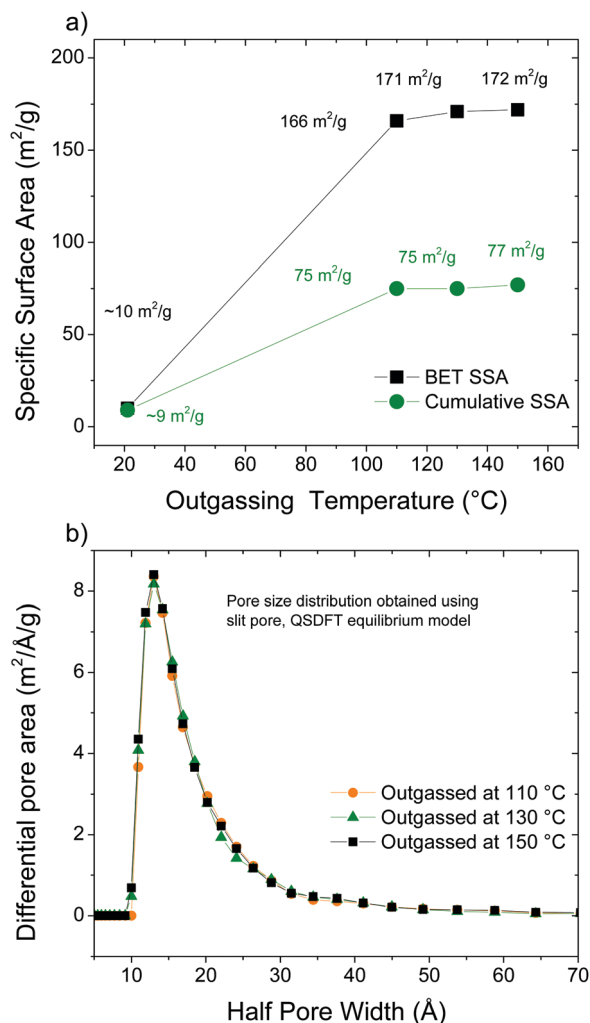 a)
200
150
100
50
0
Specific Surface Area (m²/g)
171 m²/g
172 m²/g
166 m²/g
75 m²/g
75 m²/g
77 m²/g
~10 m²/g
~9 m²/g
BET SSA
Cumulative SSA
20 40 60 80 100 120 140 160
Outgassing Temperature (°C)
b)
8
6
4
2
0
Differential pore area (m²/Å/g)
Pore size distribution obtained using
slit pore, QSDFT equilibrium model
Outgassed at 110 °C
Outgassed at 130 °C
Outgassed at 150 °C
10 20 30 40 50 60 70
Half Pore Width (Å)